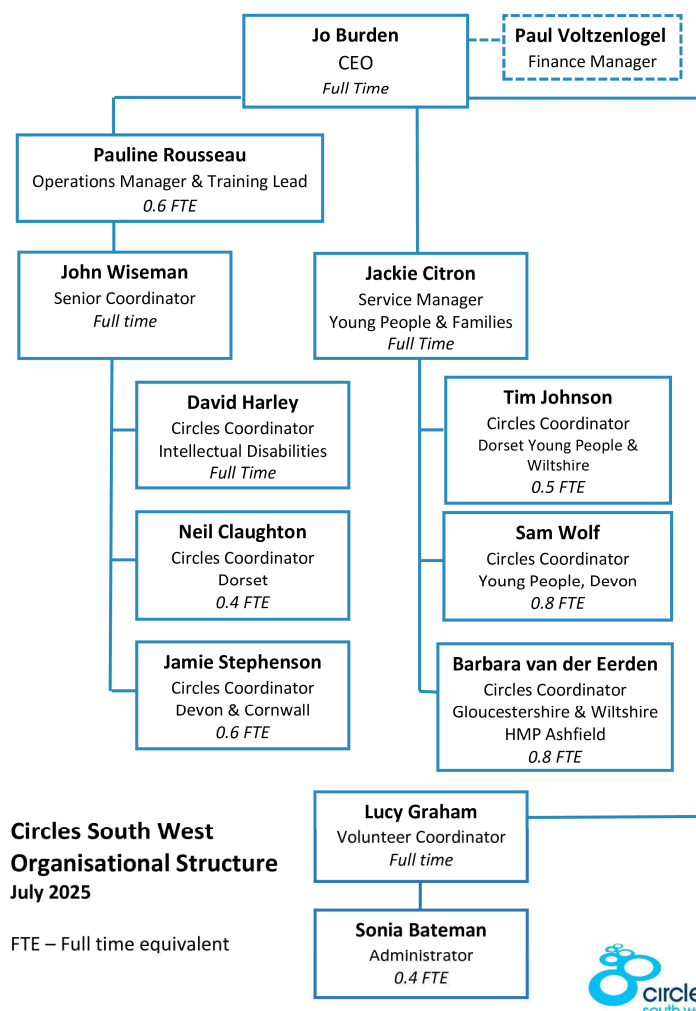 Jo Burden
CEO
Full Time
Paul Voltzenlogel
Finance Manager
Pauline Rousseau
Operations Manager & Training Lead
0.6 FTE
John Wiseman
Senior Coordinator
Full time
Jackie Citron
Service Manager
Young People & Families
Full Time
David Harley
Circles Coordinator
Intellectual Disabilities
Full Time
Neil Claughton
Circles Coordinator
Dorset
0.4 FTE
Jamie Stephenson
Circles Coordinator
Devon & Cornwall
0.6 FTE
Tim Johnson
Circles Coordinator
Dorset Young People &
Wiltshire
0.5 FTE
Sam Wolf
Circles Coordinator
Young People, Devon
0.8 FTE
Barbara van der Eerden
Circles Coordinator
Gloucestershire & Wiltshire
HMP Ashfield
0.8 FTE
Lucy Graham
Volunteer Coordinator
Full time
Sonia Bateman
Administrator
0.4 FTE
Circles South West
Organisational Structure
July 2025
FTE – Full time equivalent
circle